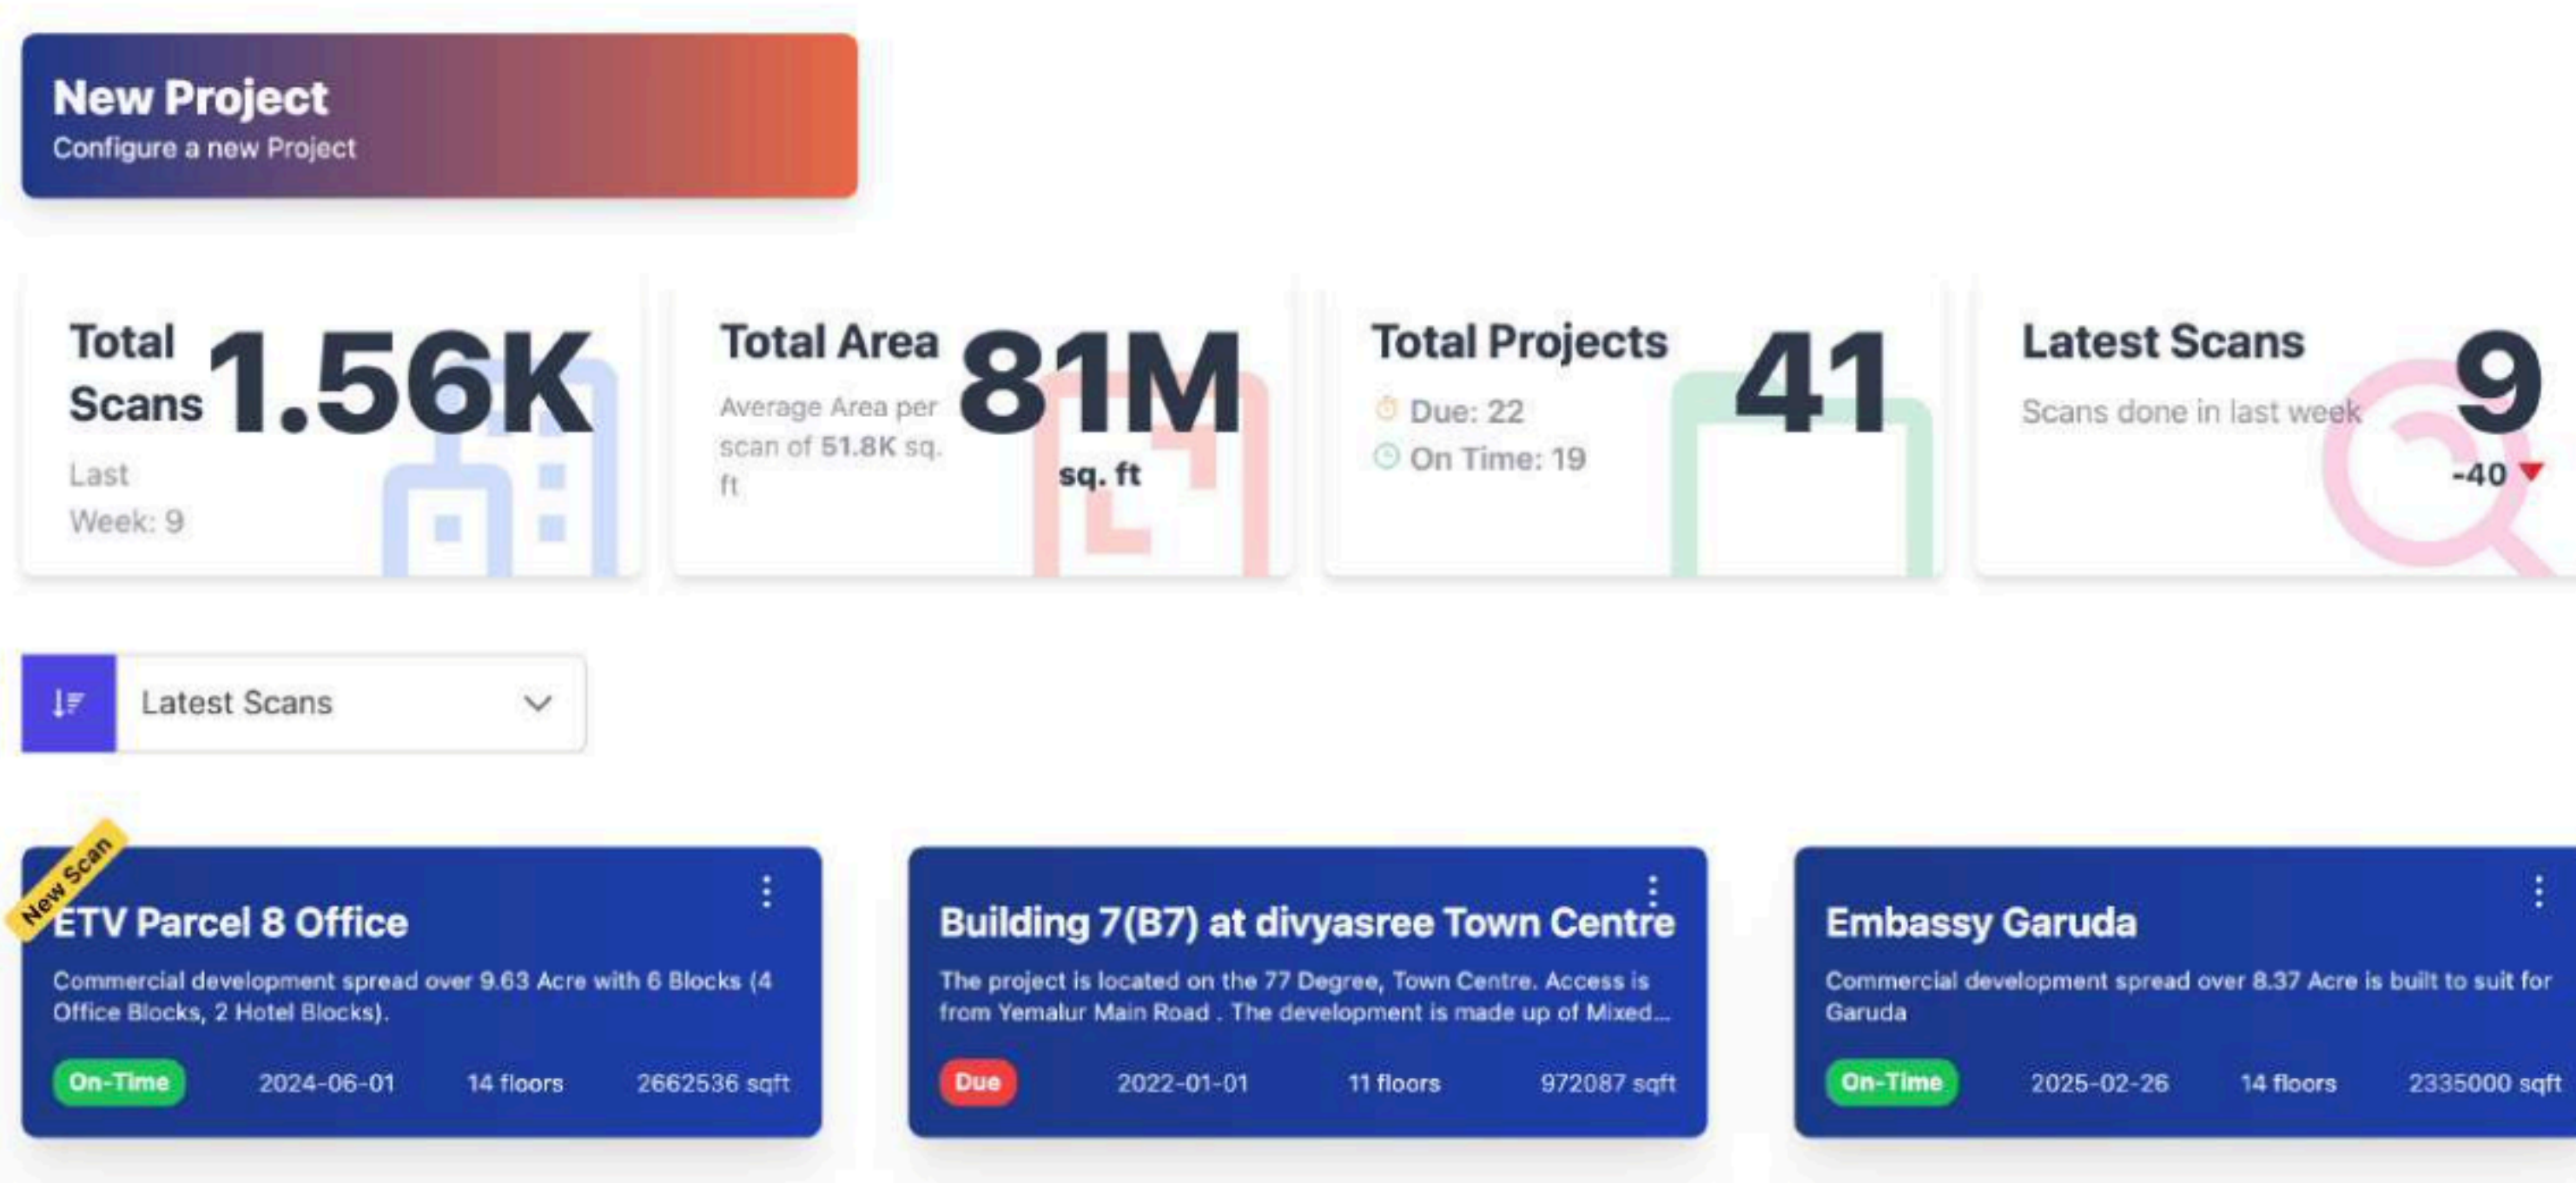 New Project
Configure a new Project
Total
Scans
1.56K
Last
Week: 9
Total Area
Average Area per
scan of 51.8K sq.
ft
81M
sq. ft
Total Projects
Due: 22
On Time: 19
41
Latest Scans
Scans done in last week
9
-40
Latest Scans
New Scan
ETV Parcel 8 Office
Commercial development spread over 9.63 Acre with 6 Blocks (4
Office Blocks, 2 Hotel Blocks).
On-Time 2024-06-01 14 floors 2662536 sqft
Building 7(B7) at divyasree Town Centre
The project is located on the 77 Degree, Town Centre. Access is
from Yemalur Main Road . The development is made up of Mixed...
Due 2022-01-01 11 floors 972087 sqft
Embassy Garuda
Commercial development spread over 8.37 Acre is built to suit for
Garuda
On-Time 2025-02-26 14 floors 2335000 sqft